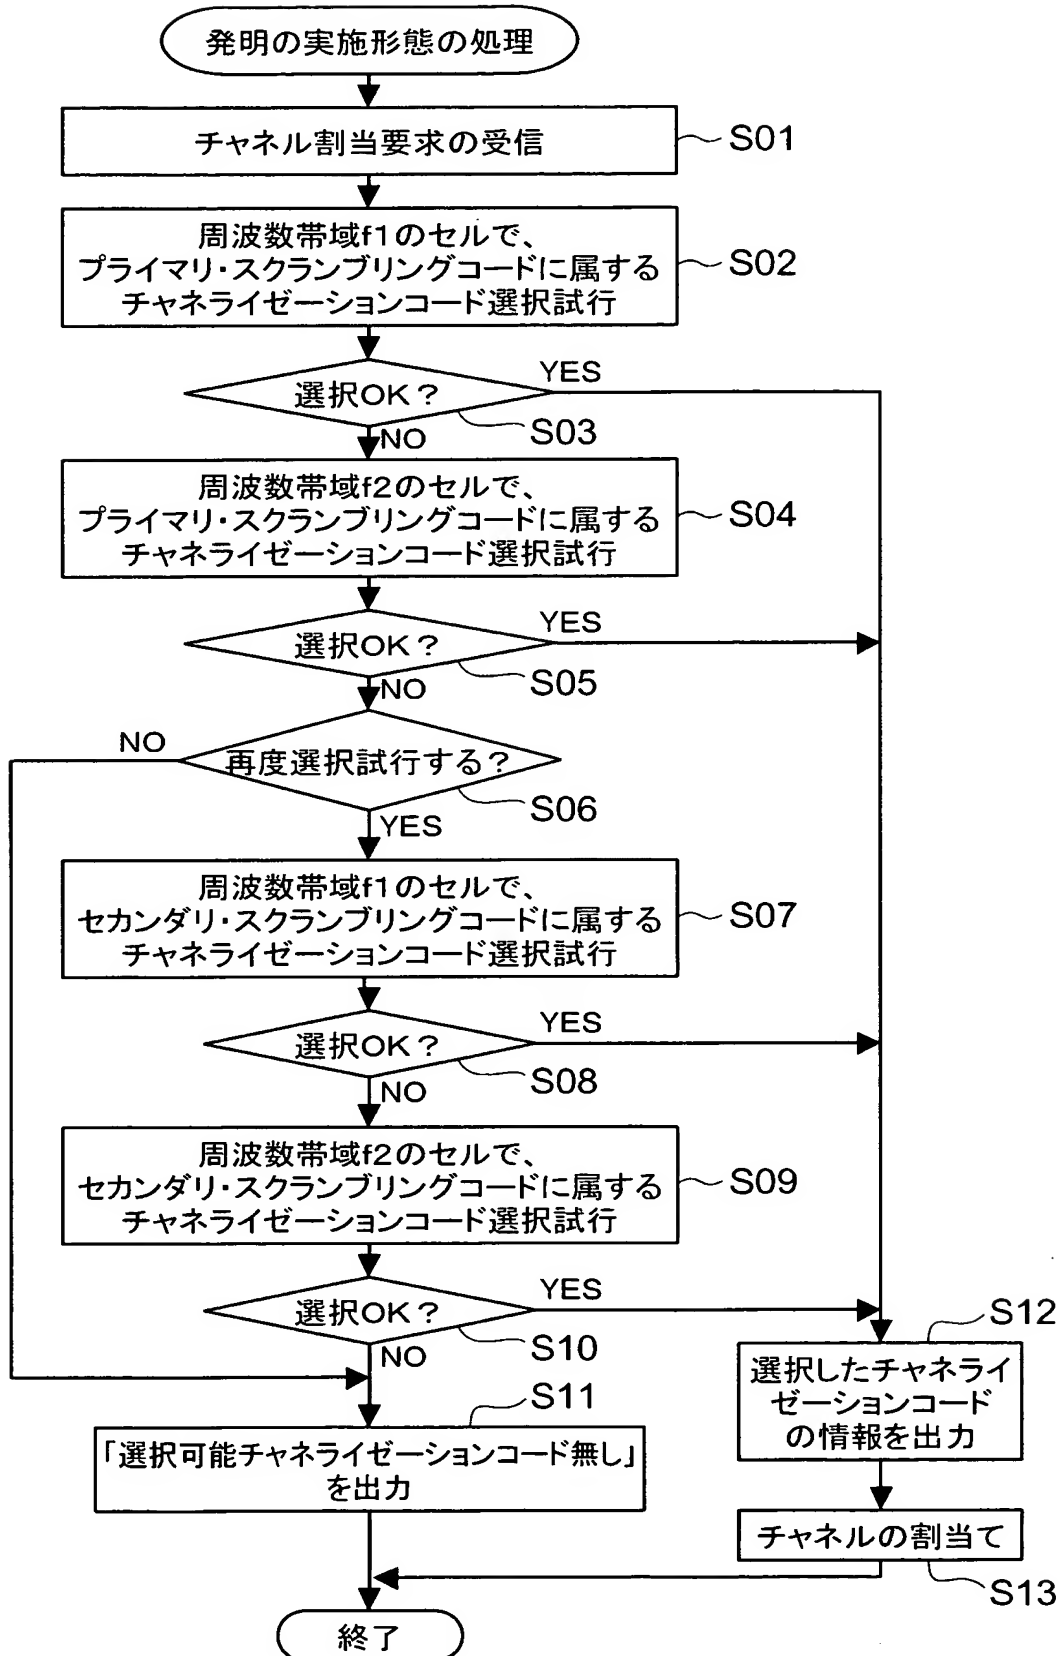 発明の実施形態の処理
チャネル割当要求の受信
S01
周波数帯域f1のセルで、
プライマリ・スクランブリングコードに属する
チャネライゼーションコード選択試行
S02
選択OK？
YES
S03
NO
周波数帯域f2のセルで、
プライマリ・スクランブリングコードに属する
チャネライゼーションコード選択試行
S04
選択OK？
YES
S05
NO
再度選択試行する？
NO
S06
YES
周波数帯域f1のセルで、
セカンダリ・スクランブリングコードに属する
チャネライゼーションコード選択試行
S07
選択OK？
YES
S08
NO
周波数帯域f2のセルで、
セカンダリ・スクランブリングコードに属する
チャネライゼーションコード選択試行
S09
選択OK？
YES
S10
NO
S11
「選択可能チャネライゼーションコード無し」
を出力
S12
選択したチャネライ
ゼーションコード
の情報を出力
チャネルの割当て
S13
終了